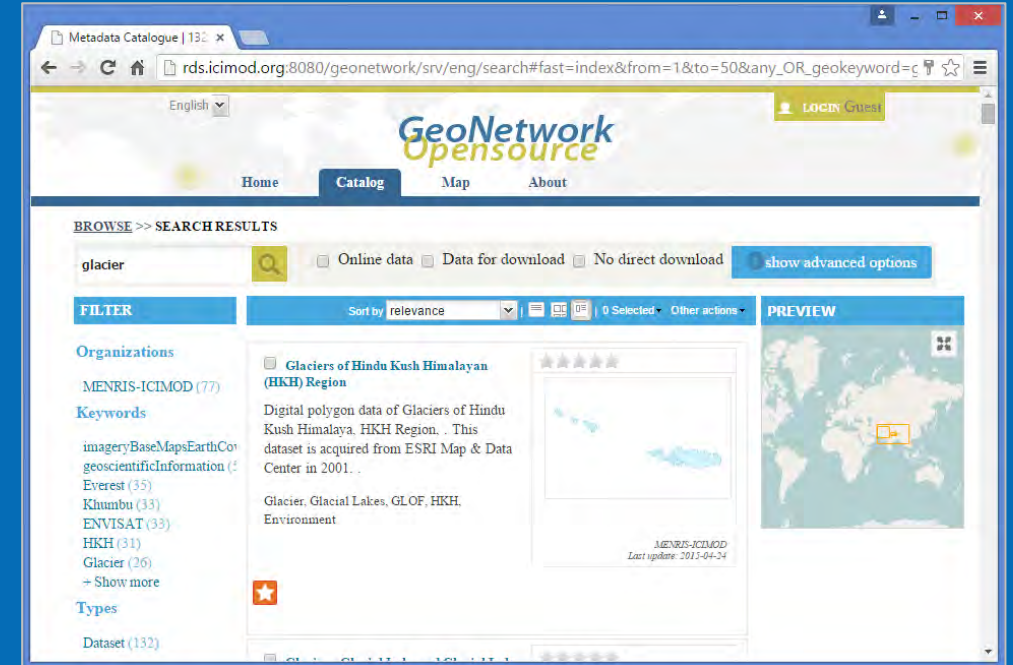 Metadata Catalogue | 132
rds.icimod.org:8080/geonetwork/srv/eng/search#fast=index&from=1&to=50&any_OR_geokeyword=g
English
LOGIN Guest
GeoNetwork
Opensource
Home Catalog Map About
BROWSE >> SEARCH RESULTS
glacier
Online data Data for download No direct download show advanced options
FILTER
Sort by relevance | | 0 Selected Other actions
PREVIEW
Organizations
MENRIS-ICIMOD (77)
Keywords
imageryBaseMapsEarthCov
geoscientificInformation (5
Everest (35)
Khumbu (33)
ENVISAT (33)
HKH (31)
Glacier (26)
+ Show more
Types
Dataset (132)
Glaciers of Hindu Kush Himalayan
(HKH) Region
Digital polygon data of Glaciers of Hindu
Kush Himalaya, HKH Region, . This
dataset is acquired from ESRI Map & Data
Center in 2001. .
Glacier, Glacial Lakes, GLOF, HKH,
Environment
MENRIS-ICIMOD
Last update: 2015-04-24